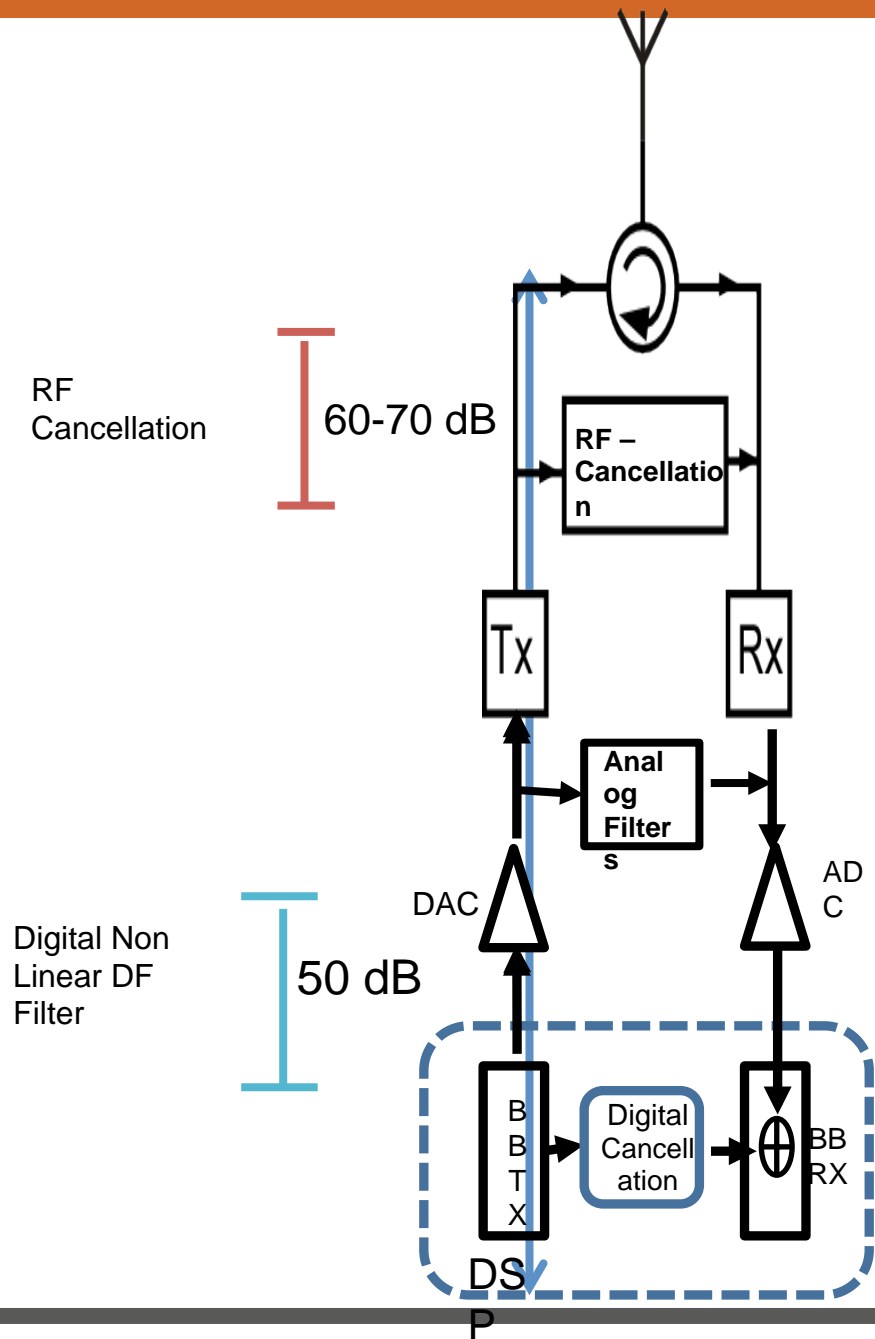 RF
Cancellation
60-70 dB
RF –
Cancellatio
n
Tx
Rx
Anal
og
Filter
s
DAC
AD
C
Digital Non
Linear DF
Filter
50 dB
B
B
T
X
Digital
Cancell
ation
BB
RX
DS
P